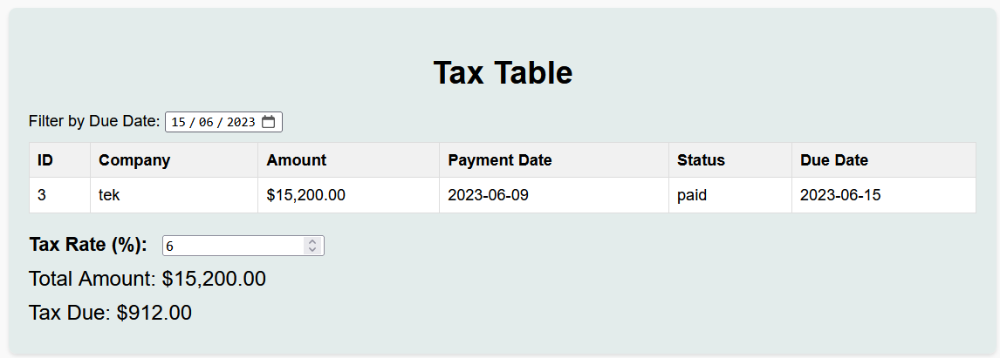 Tax Table
Filter by Due Date: 15 / 06 / 2023
ID Company Amount Payment Date Status Due Date
3 tek $15,200.00 2023-06-09 paid 2023-06-15
Tax Rate (%): 6
Total Amount: $15,200.00
Tax Due: $912.00